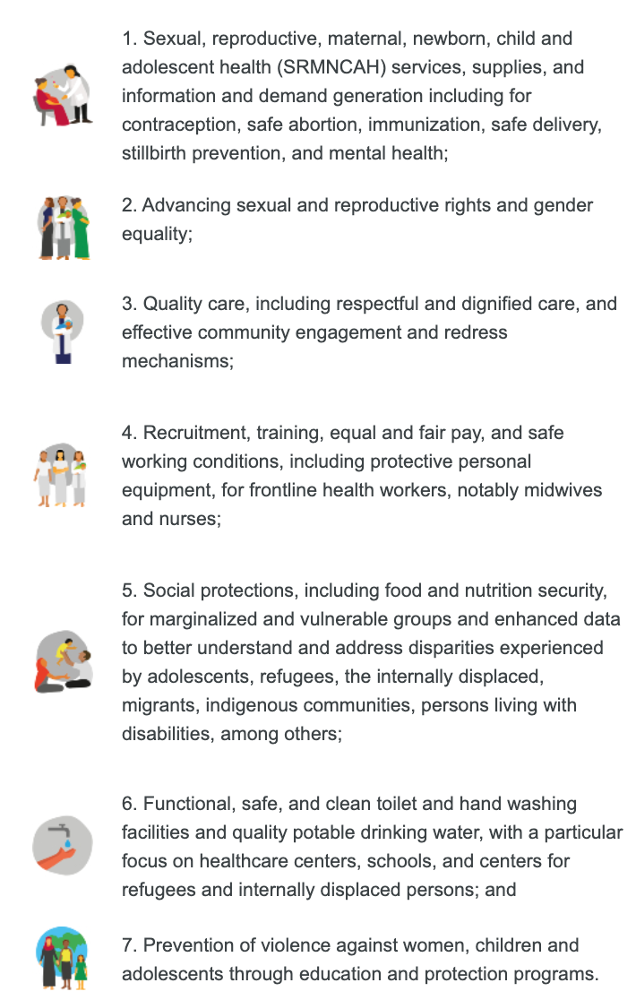 1. Sexual, reproductive, maternal, newborn, child and
adolescent health (SRMNCAH) services, supplies, and
information and demand generation including for
contraception, safe abortion, immunization, safe delivery,
stillbirth prevention, and mental health;
2. Advancing sexual and reproductive rights and gender
equality;
3. Quality care, including respectful and dignified care, and
effective community engagement and redress
mechanisms;
4. Recruitment, training, equal and fair pay, and safe
working conditions, including protective personal
equipment, for frontline health workers, notably midwives
and nurses;
5. Social protections, including food and nutrition security,
for marginalized and vulnerable groups and enhanced data
to better understand and address disparities experienced
by adolescents, refugees, the internally displaced,
migrants, indigenous communities, persons living with
disabilities, among others;
6. Functional, safe, and clean toilet and hand washing
facilities and quality potable drinking water, with a particular
focus on healthcare centers, schools, and centers for
refugees and internally displaced persons; and
7. Prevention of violence against women, children and
adolescents through education and protection programs.